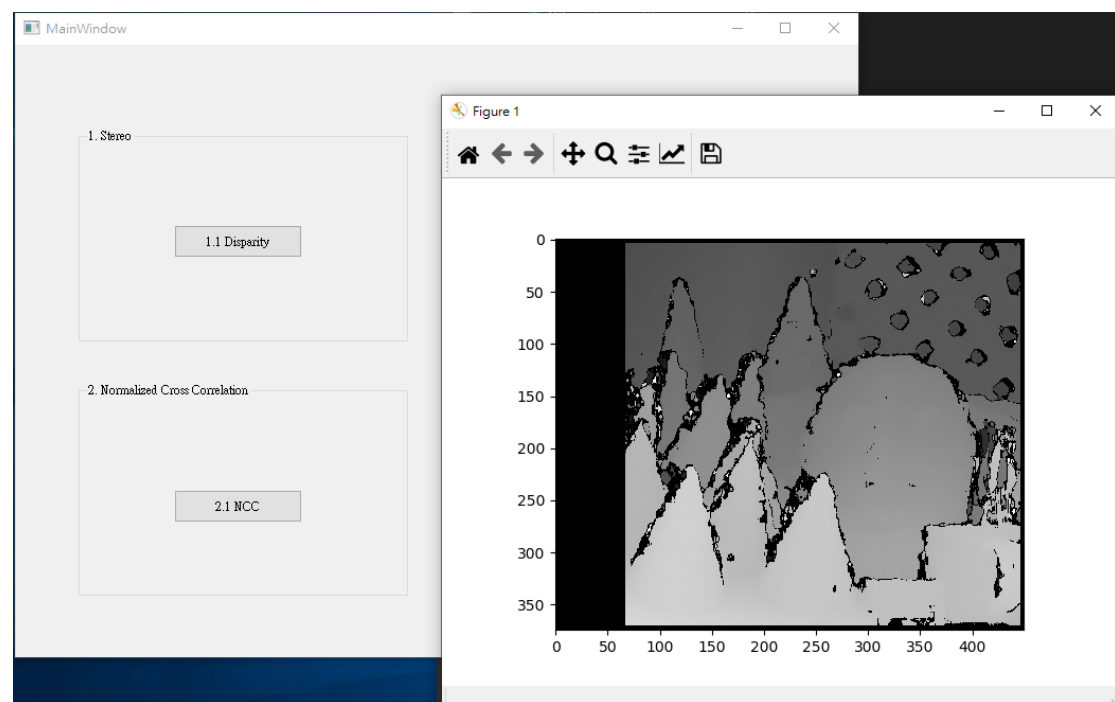 MainWindow
1. Stereo
1.1 Disparity
2. Normalized Cross Correlation
2.1 NCC
Figure 1
0
50
100
150
200
250
300
350
0 50 100 150 200 250 300 350 400